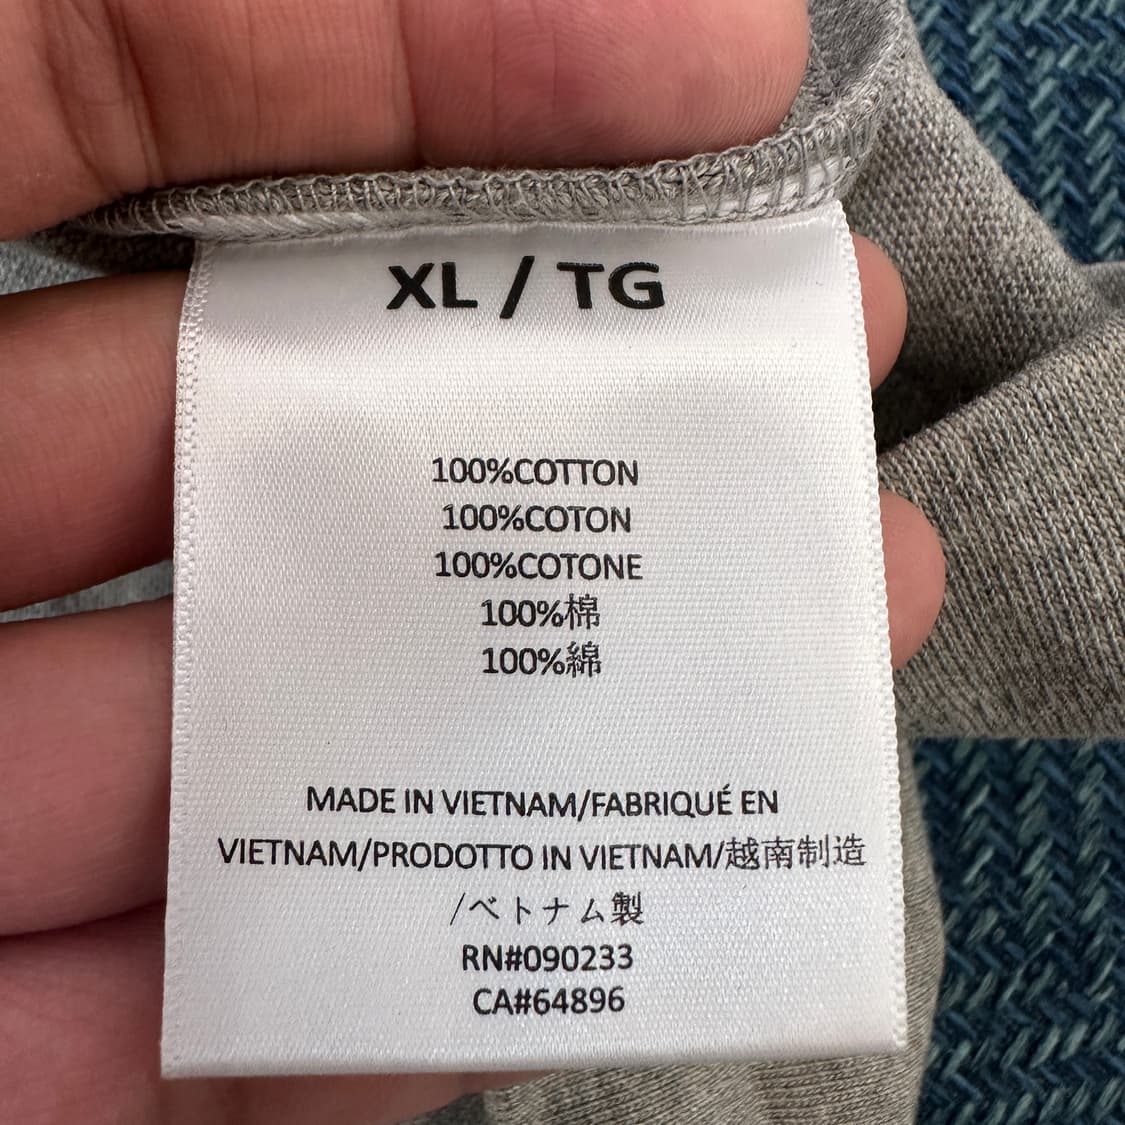 XL / TG
100%COTTON
100%COTON
100%COTONE
100%棉
100%綿
MADE IN VIETNAM/FABRIQUÉ EN
VIETNAM/PRODOTTO IN VIETNAM/越南制造
/ベトナム製
RN#090233
CA#64896